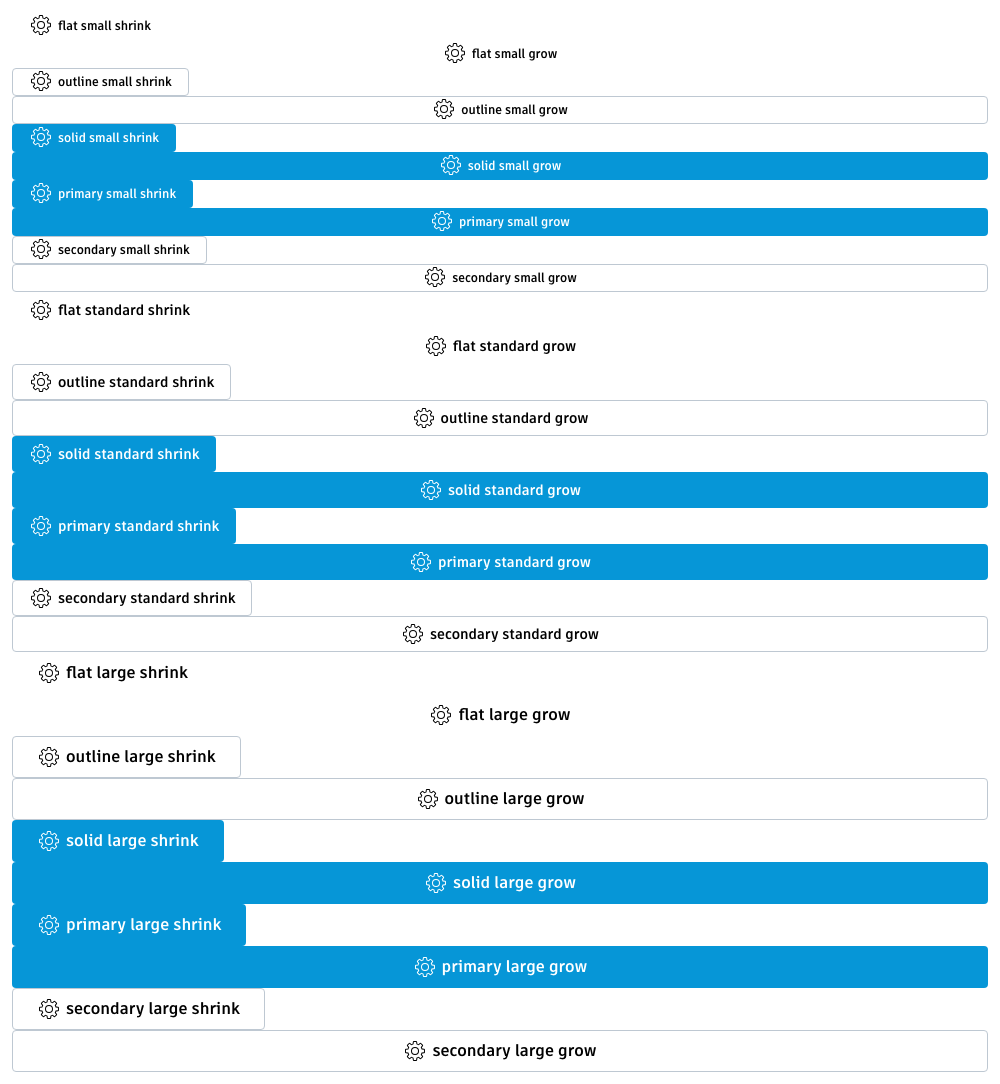 flat small shrink
flat small grow
outline small shrink
outline small grow
solid small shrink
solid small grow
primary small shrink
primary small grow
secondary small shrink
secondary small grow
flat standard shrink
flat standard grow
outline standard shrink
outline standard grow
solid standard shrink
solid standard grow
primary standard shrink
primary standard grow
secondary standard shrink
secondary standard grow
flat large shrink
flat large grow
outline large shrink
outline large grow
solid large shrink
solid large grow
primary large shrink
primary large grow
secondary large shrink
secondary large grow